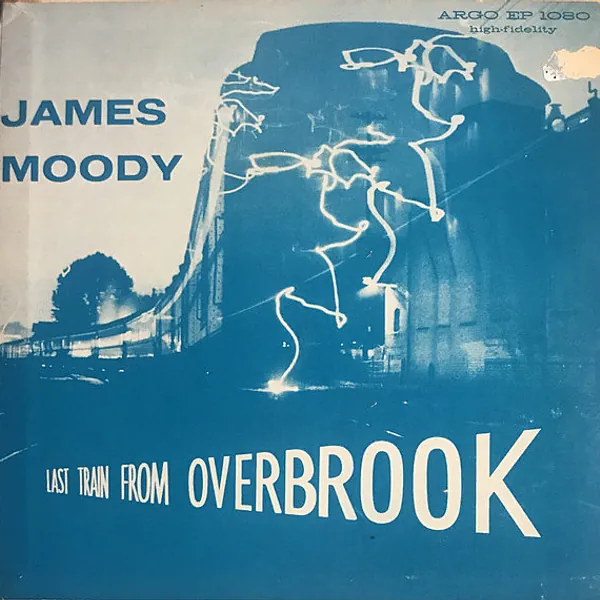 ARGO EP 1080
high-fidelity
JAMES
MOODY
LAST TRAIN FROM OVERBROOK